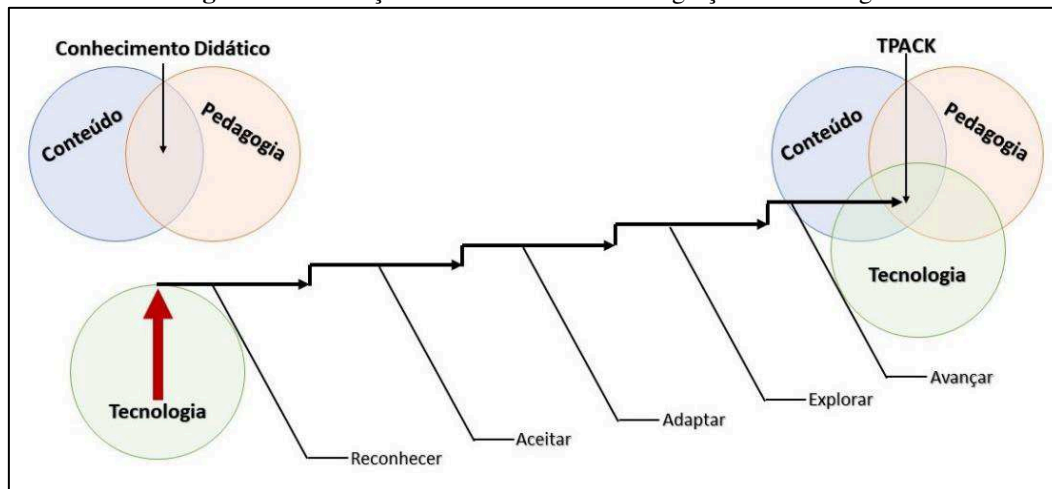 Conhecimento Didático
Conteúdo
Pedagogia
TPACK
Conteúdo
Pedagogia
Tecnologia
Tecnologia
Reconhecer
Aceitar
Adaptar
Explorar
Avançar